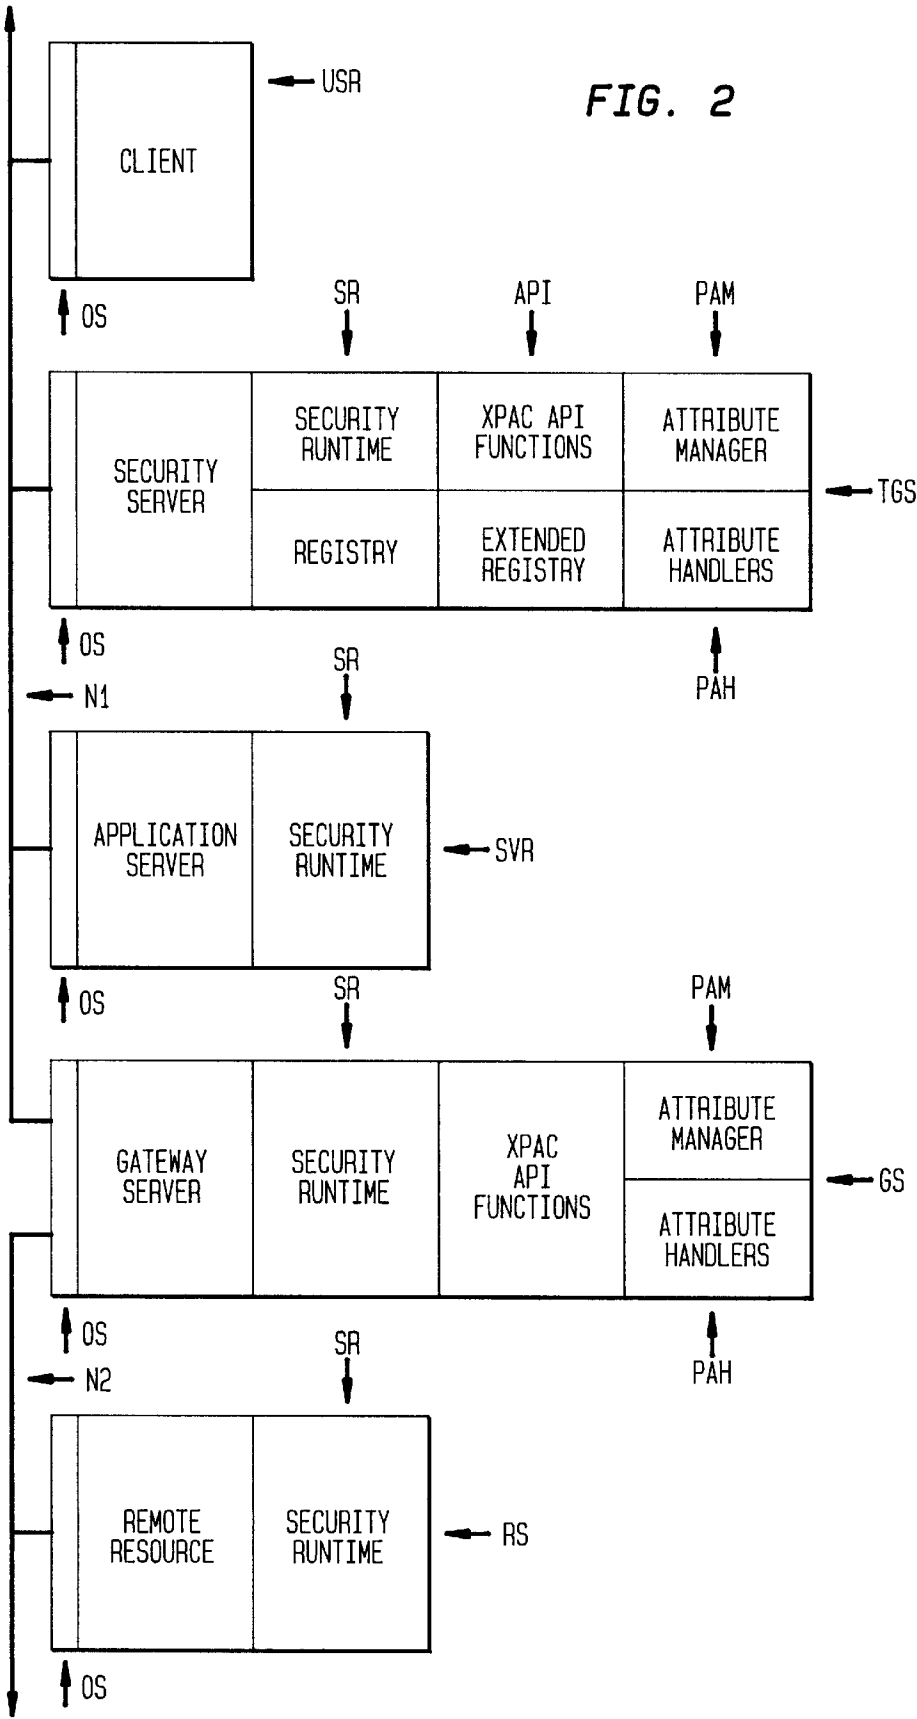 USR
FIG. 2
CLIENT
OS
SR
API
PAM
SECURITY
SERVER
SECURITY
RUNTIME
XPAC API
FUNCTIONS
ATTRIBUTE
MANAGER
TGS
REGISTRY
EXTENDED
REGISTRY
ATTRIBUTE
HANDLERS
OS
PAH
N1
SR
APPLICATION
SERVER
SECURITY
RUNTIME
SVR
OS
SR
PAM
GATEWAY
SERVER
SECURITY
RUNTIME
XPAC
API
FUNCTIONS
ATTRIBUTE
MANAGER
GS
ATTRIBUTE
HANDLERS
OS
PAH
N2
SR
REMOTE
RESOURCE
SECURITY
RUNTIME
RS
OS